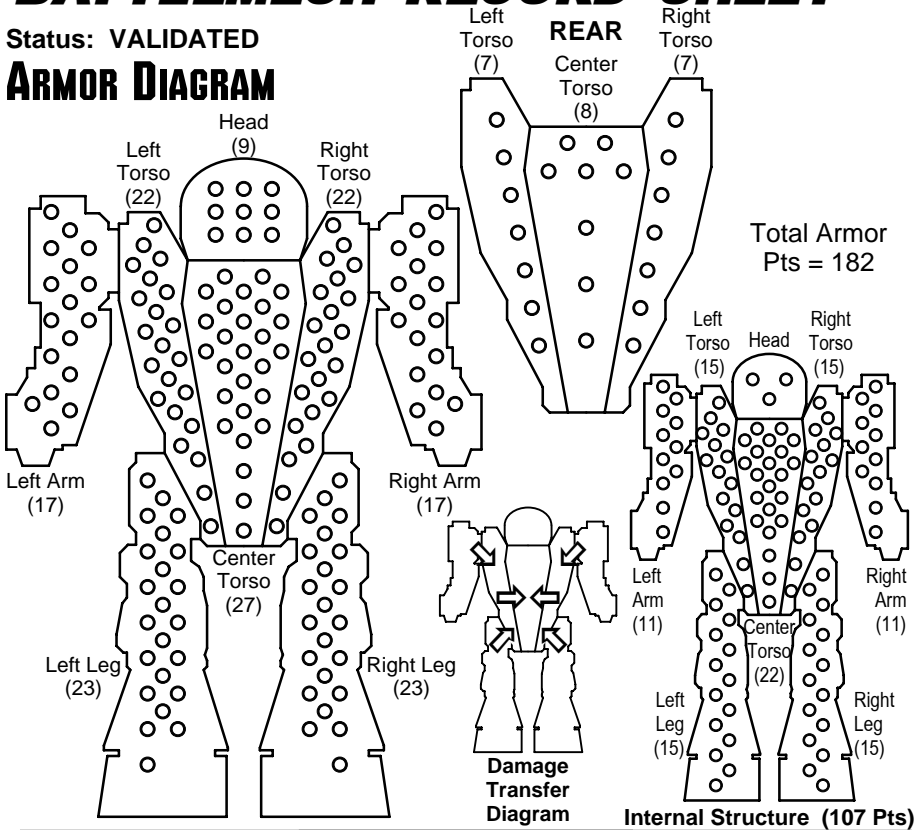 BATTLEMECH RECORD SHEET
Status: VALIDATED
ARMOR DIAGRAM
REAR
Left
Torso
(7)
Center
Torso
(8)
Right
Torso
(7)
Head
(9)
Left
Torso
(22)
Right
Torso
(22)
Total Armor
Pts = 182
Left Arm
(17)
Right Arm
(17)
Center
Torso
(27)
Left Leg
(23)
Right Leg
(23)
Damage
Transfer
Diagram
Left
Torso
(15)
Head
Right
Torso
(15)
Left
Arm
(11)
Right
Arm
(11)
Center
Torso
(22)
Left
Leg
(15)
Right
Leg
(15)
Internal Structure (107 Pts)